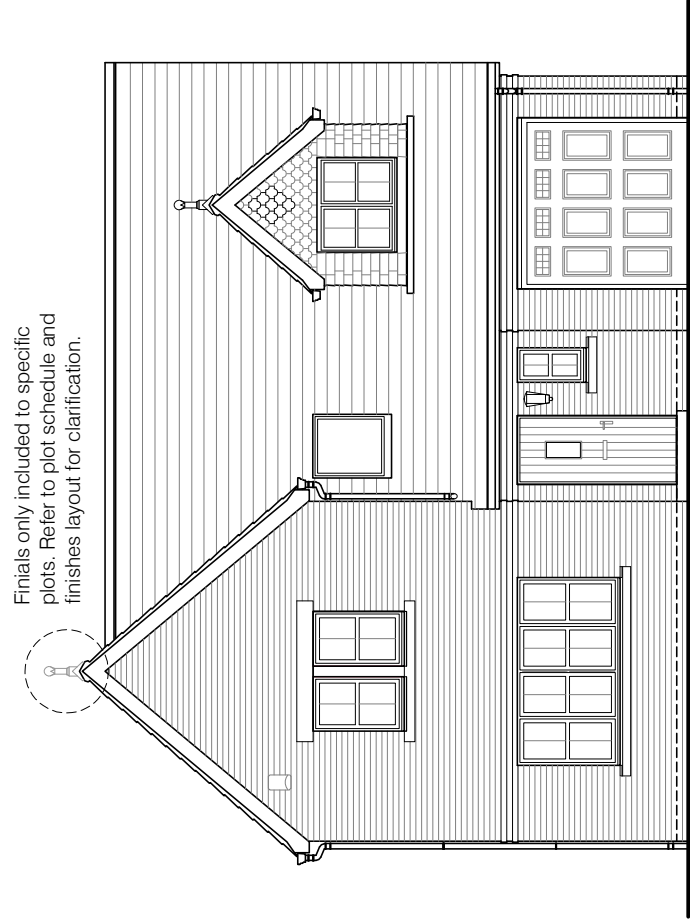 Finials only included to specific
plots. Refer to plot schedule and
finishes layout for clarification.